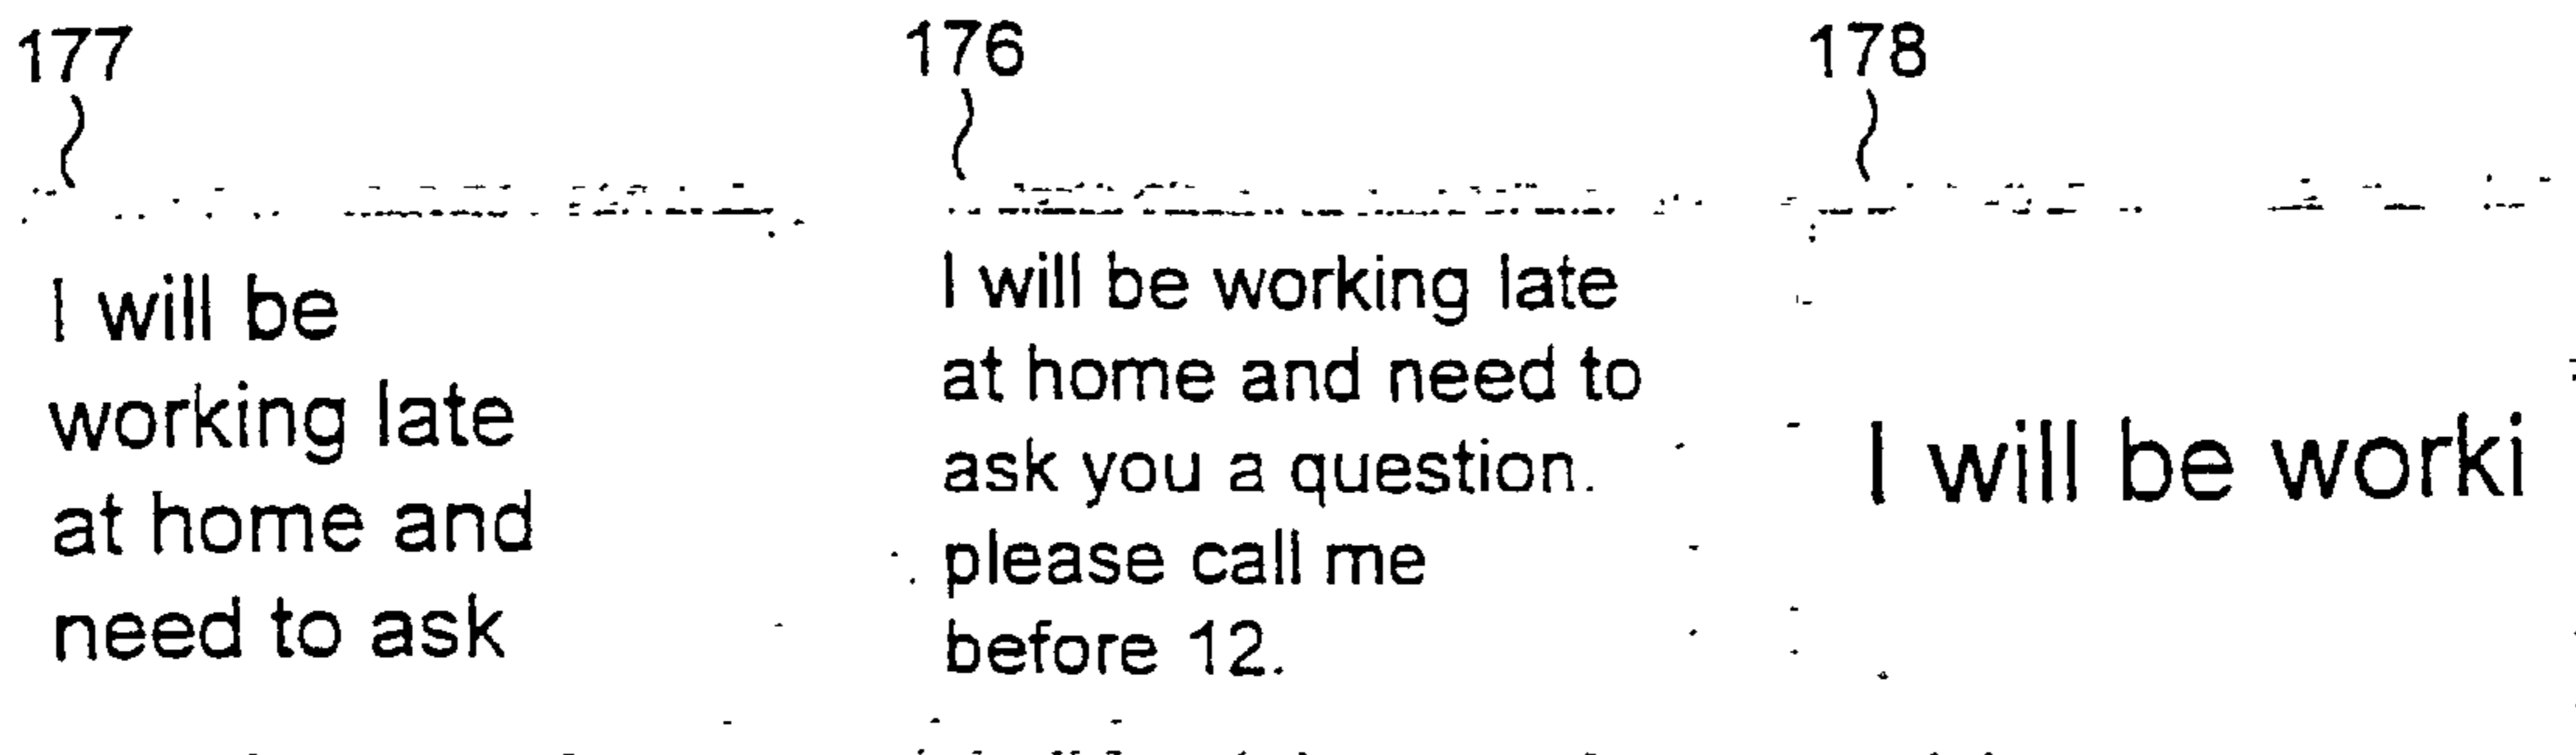 177
I will be
working late
at home and
need to ask
176
I will be working late
at home and need to
ask you a question.
please call me
before 12.
178
I will be worki